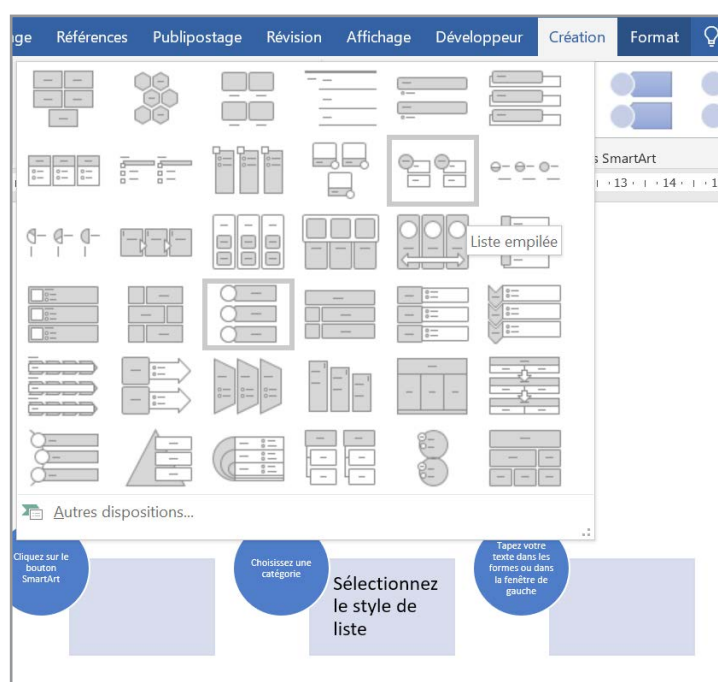 ge Références Publipostage Révision Affichage Développeur Création Format
s SmartArt
13 14 1
Liste empilée
Autres dispositions...
Cliquez sur le
bouton
SmartArt
Choisissez une
catégorie
Sélectionnez
le style de
liste
Tapez votre
texte dans les
formes ou dans
la fenêtre de
gauche